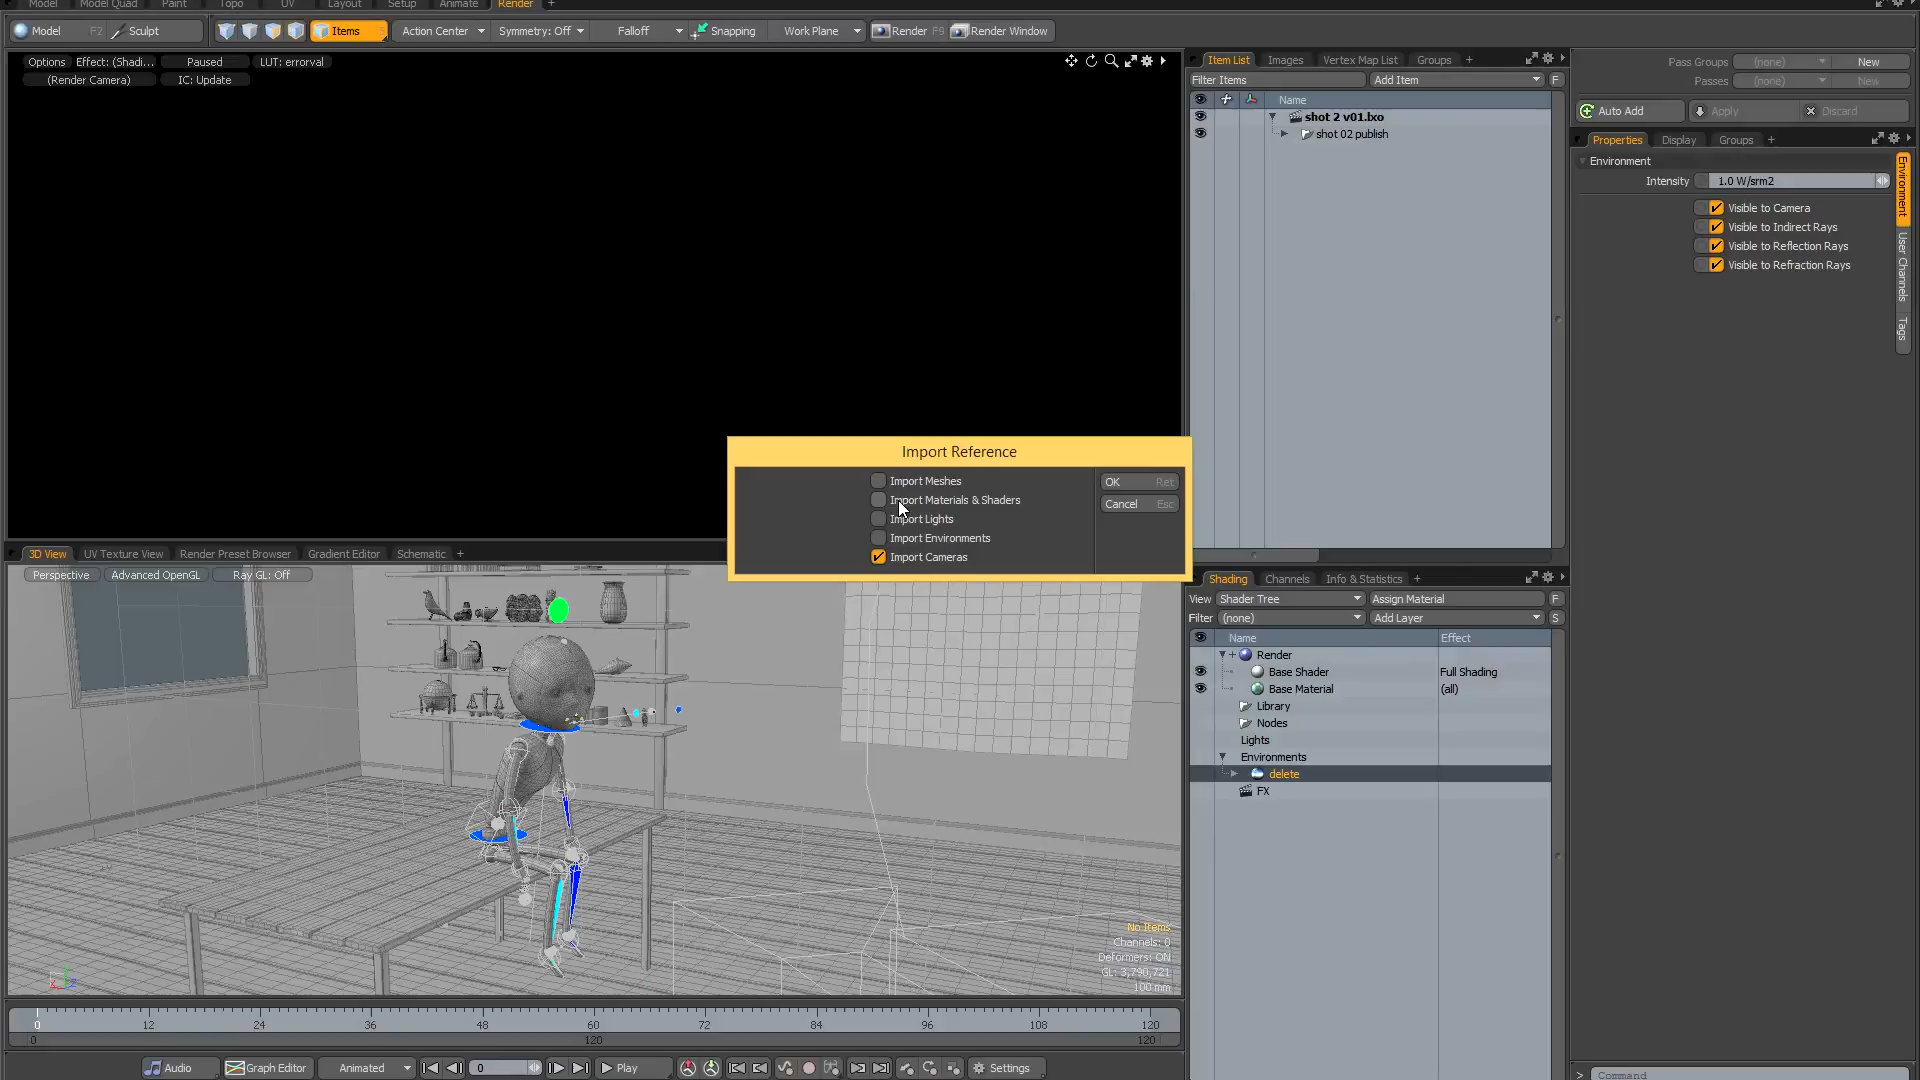 Model Model Quad Paint Topo UV Layout Setup Animate Render +
Model F2 Sculpt Items Action Center Symmetry: Off Falloff Snapping Work Plane Render F9 Render Window
Options Effect: (Shadi... Paused LUT: errorval
(Render Camera) IC: Update
Item List Images Vertex Map List Groups +
Filter Items Add Item F
Name
shot 2 v01.lxo
shot 02 publish
Pass Groups (none) New
Passes (none) New
Auto Add Apply Discard
Properties Display Groups +
Environment
Intensity 1.0 W/srm2
Visible to Camera
Visible to Indirect Rays
Visible to Reflection Rays
Visible to Refraction Rays
Environment
User Channels
Tags
Import Reference
Import Meshes OK Ret
Import Materials & Shaders Cancel Esc
Import Lights
Import Environments
Import Cameras
3D View UV Texture View Render Preset Browser Gradient Editor Schematic +
Perspective Advanced OpenGL Ray GL: Off
No Items
Channels: 0
Deformers: ON
GL: 3,790,721
100 mm
Shading Channels Info & Statistics +
View Shader Tree Assign Material F
Filter (none) Add Layer S
Name Effect
Render
Base Shader Full Shading
Base Material (all)
Library
Nodes
Lights
Environments
delete
FX
0 12 24 36 48 60 72 84 96 108 120
0 120 120
Audio Graph Editor Animated 0 Play Settings
> Command